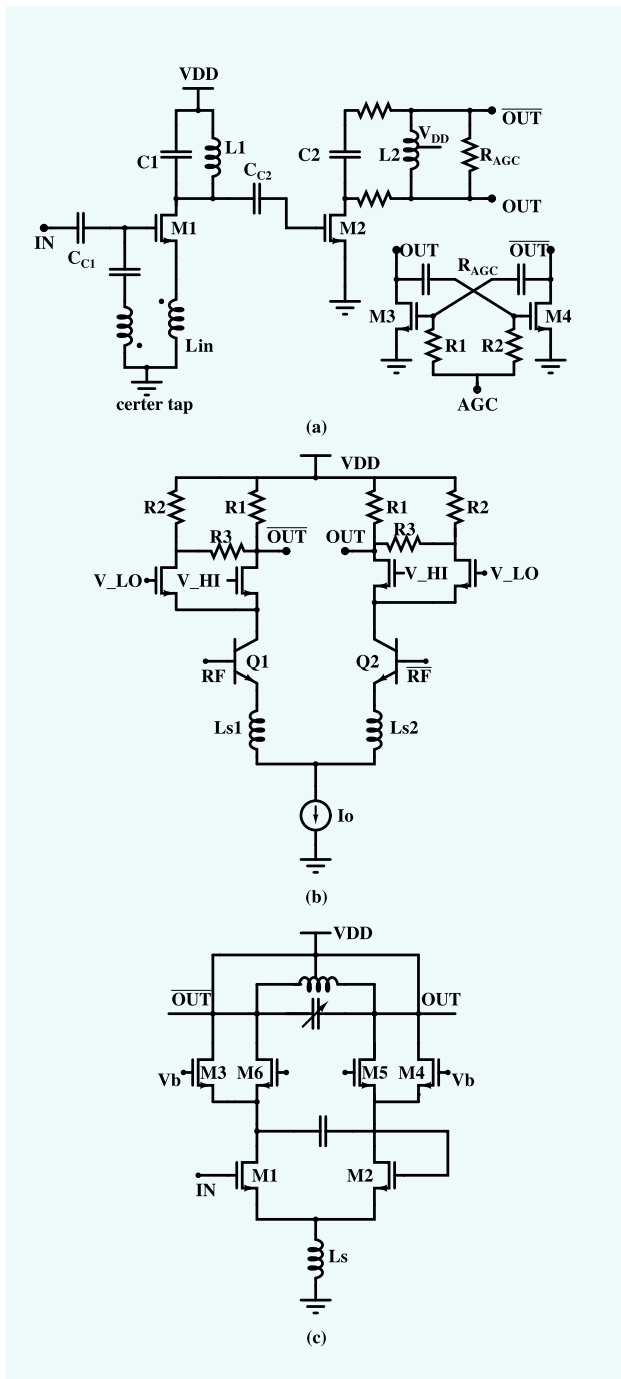 VDD
OUT
V_DD
C1
L1
C_C2
C2
L2
R_AGC
M1
M2
OUT
IN
C_C1
Lin
OUT
R_AGC
OUT
M3
M4
R1
R2
AGC
certer tap
(a)
VDD
R2
R1
R1
R2
R3
OUT
OUT
R3
V_LO
V_HI
V_HI
V_LO
Q1
Q2
RF
RF
Ls1
Ls2
Io
(b)
VDD
OUT
OUT
Vb
M3
M6
M5
M4
Vb
M1
M2
IN
Ls
(c)